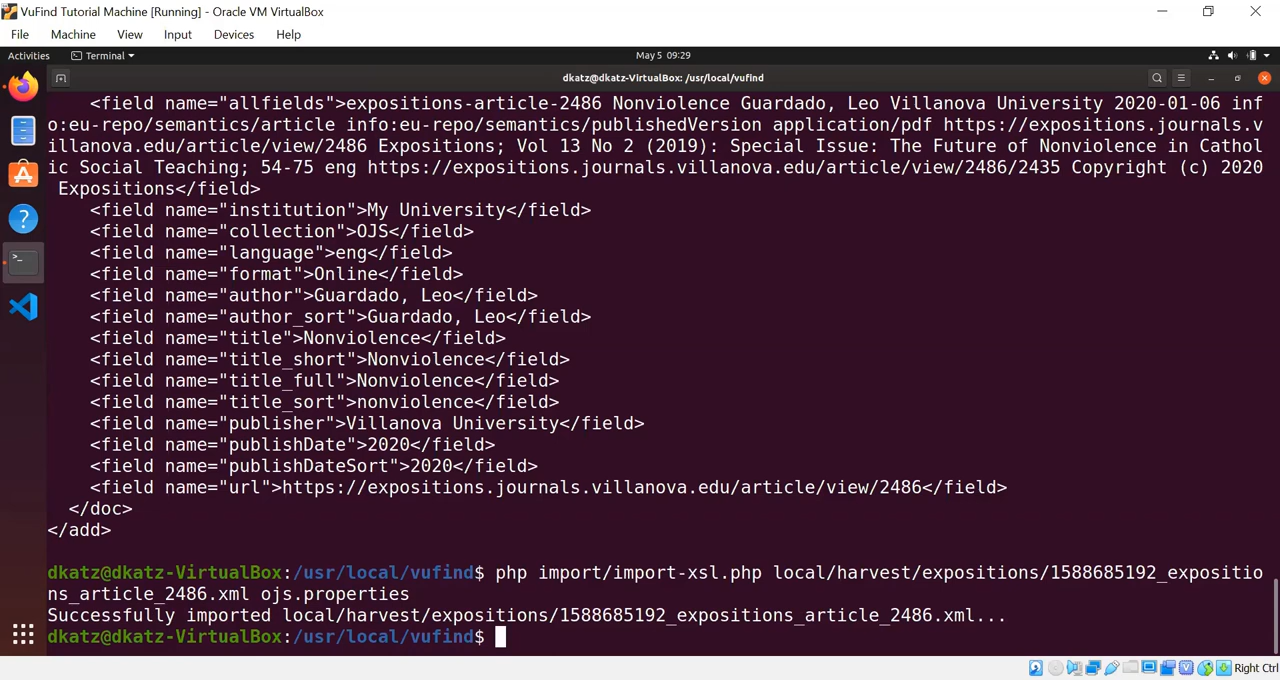 VuFind Tutorial Machine [Running] - Oracle VM VirtualBox
File Machine View Input Devices Help
Activities Terminal May 5 09:29
dkatz@dkatz-VirtualBox: /usr/local/vufind
<field name="allfields">expositions-article-2486 Nonviolence Guardado, Leo Villanova University 2020-01-06 inf
o:eu-repo/semantics/article info:eu-repo/semantics/publishedVersion application/pdf https://expositions.journals.v
illanova.edu/article/view/2486 Expositions; Vol 13 No 2 (2019): Special Issue: The Future of Nonviolence in Cathol
ic Social Teaching; 54-75 eng https://expositions.journals.villanova.edu/article/view/2486/2435 Copyright (c) 2020
Expositions</field>
<field name="institution">My University</field>
<field name="collection">OJS</field>
<field name="language">eng</field>
<field name="format">Online</field>
<field name="author">Guardado, Leo</field>
<field name="author_sort">Guardado, Leo</field>
<field name="title">Nonviolence</field>
<field name="title_short">Nonviolence</field>
<field name="title_full">Nonviolence</field>
<field name="title_sort">nonviolence</field>
<field name="publisher">Villanova University</field>
<field name="publishDate">2020</field>
<field name="publishDateSort">2020</field>
<field name="url">https://expositions.journals.villanova.edu/article/view/2486</field>
</doc>
</add>
dkatz@dkatz-VirtualBox:/usr/local/vufind$ php import/import-xsl.php local/harvest/expositions/1588685192_expositio
ns_article_2486.xml ojs.properties
Successfully imported local/harvest/expositions/1588685192_expositions_article_2486.xml...
dkatz@dkatz-VirtualBox:/usr/local/vufind$
Right Ctrl